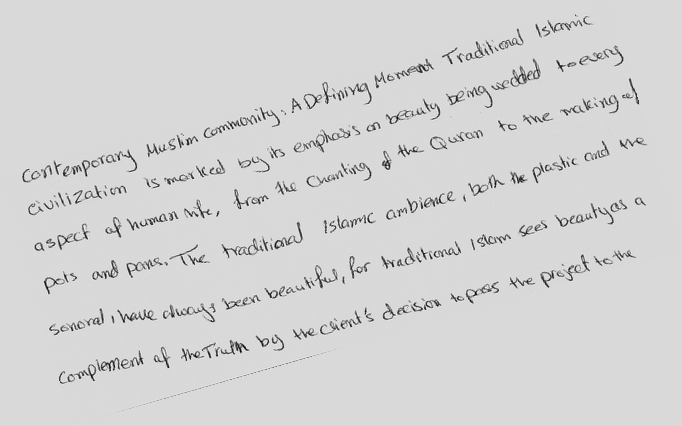 Contemporary Muslim Community: A Defining Moment Traditional Islamic
civilization is marked by its emphasis on beauty being wedded to every
aspect of human life, from the Chanting of the Quran to the making of
pots and pans. The traditional Islamic ambience, both the plastic and the
sonoral, have always been beautiful, for traditional Islam sees beauty as a
complement of the Truth by the client's decision to pass the project to the